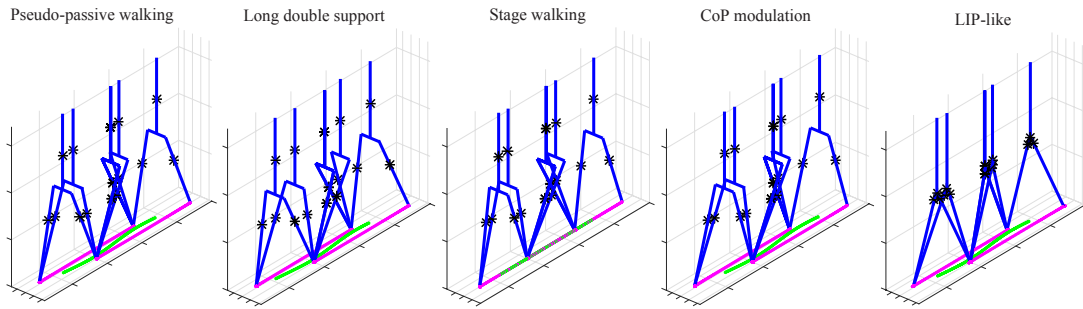 Pseudo-passive walking
Long double support
Stage walking
CoP modulation
LIP-like